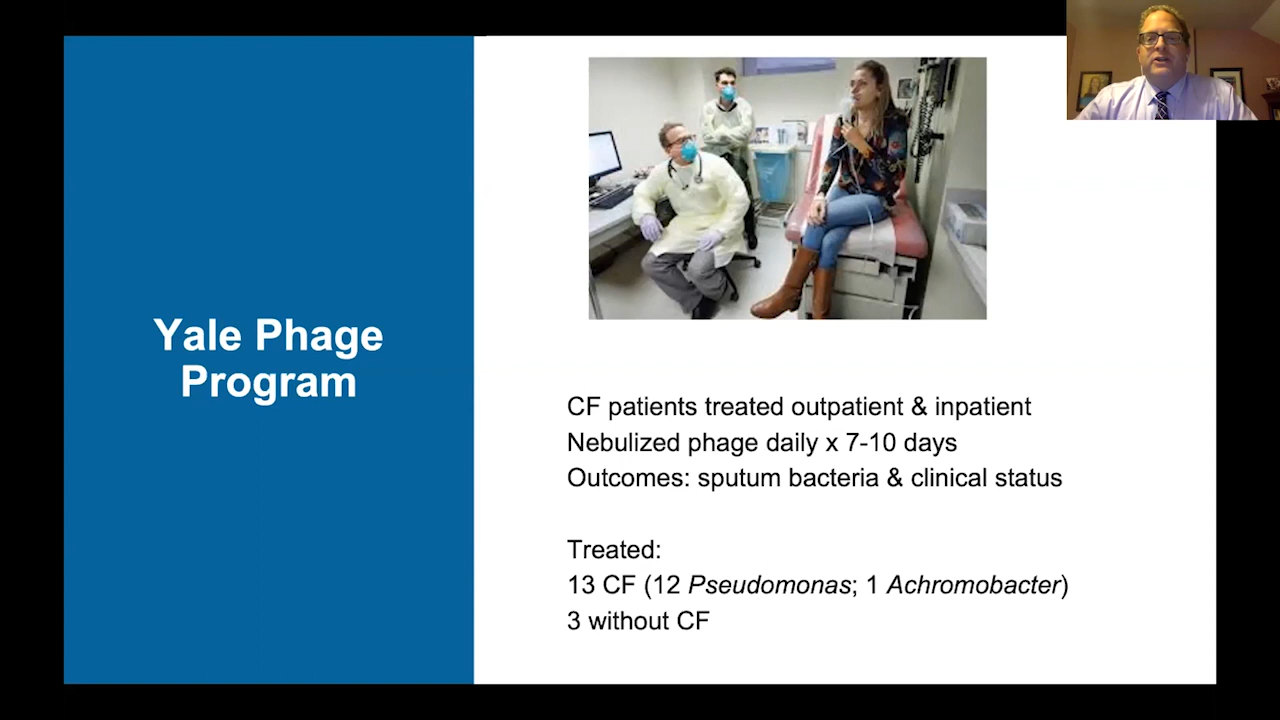 Yale Phage
Program
CF patients treated outpatient & inpatient
Nebulized phage daily x 7-10 days
Outcomes: sputum bacteria & clinical status
Treated:
13 CF (12 Pseudomonas; 1 Achromobacter)
3 without CF